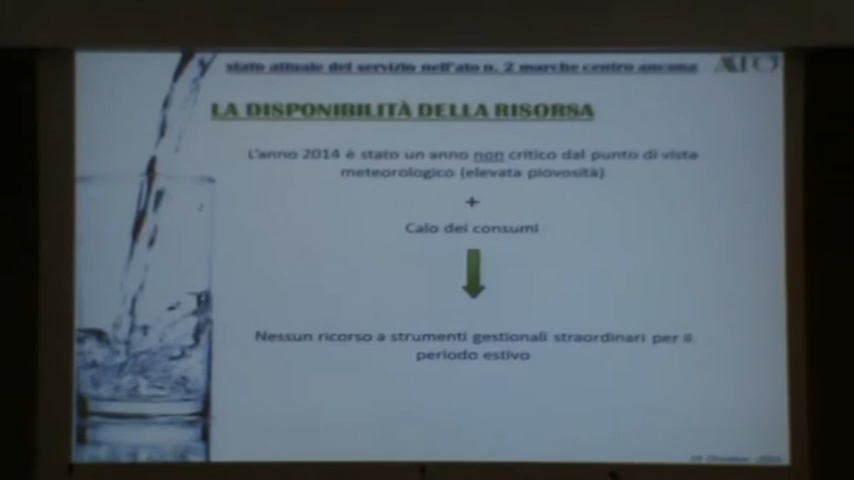 stato attuale del servizio nell'ato n. 2 marche centro ancona
ATO
LA DISPONIBILITÀ DELLA RISORSA
L'anno 2014 è stato un anno non critico dal punto di vista
meteorologico (elevata piovosità)
+
Calo dei consumi
Nessun ricorso a strumenti gestionali straordinari per il
periodo estivo